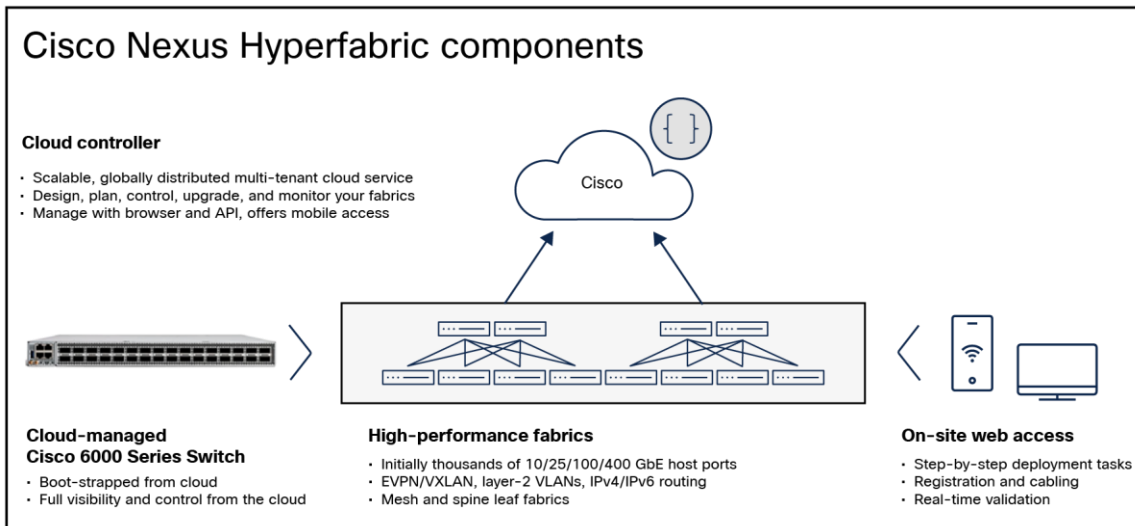 Cisco Nexus Hyperfabric components
Cloud controller
· Scalable, globally distributed multi-tenant cloud service
· Design, plan, control, upgrade, and monitor your fabrics
· Manage with browser and API, offers mobile access
{ }
Cisco
Cloud-managed
Cisco 6000 Series Switch
· Boot-strapped from cloud
· Full visibility and control from the cloud
High-performance fabrics
· Initially thousands of 10/25/100/400 GbE host ports
· EVPN/VXLAN, layer-2 VLANs, IPv4/IPv6 routing
· Mesh and spine leaf fabrics
On-site web access
· Step-by-step deployment tasks
· Registration and cabling
· Real-time validation